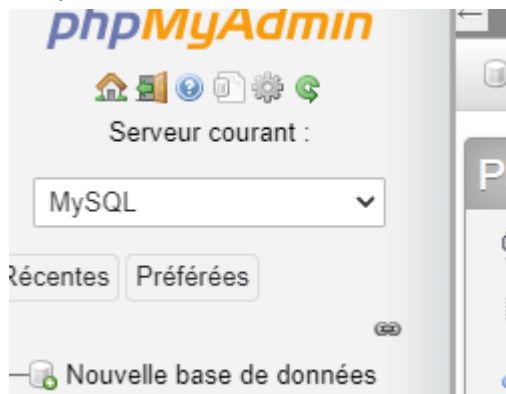 phpMyAdmin
Serveur courant :
MySQL
Récentes Préférées
Nouvelle base de données